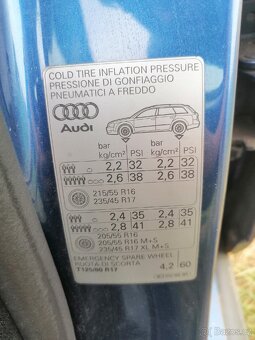 COLD TIRE INFLATION PRESSURE
PRESSIONE DI GONFIAGGIO
PNEUMATICI A FREDDO
Audi
bar kg/cm² PSI bar kg/cm² PSI
2,2 32 2,2 32
2,6 38 2,6 38
215/55 R16
235/45 R17
2,4 35 2,4 35
2,8 41 2,8 41
205/55 R16
205/55 R16 M+S
235/45 R17 XL M+S
EMERGENCY SPARE WHEEL
RUOTA DI SCORTA
T125/90 R17 4,2 60